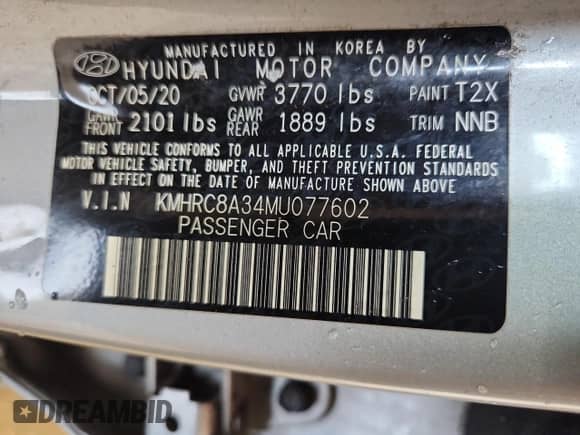 MANUFACTURED IN KOREA BY
HYUNDAI MOTOR COMPANY
OCT/05/20 GVWR 3770 lbs PAINT T2X
GAWR FRONT 2101 lbs GAWR REAR 1889 lbs TRIM NNB
THIS VEHICLE CONFORMS TO ALL APPLICABLE U.S.A. FEDERAL
MOTOR VEHICLE SAFETY, BUMPER, AND THEFT PREVENTION STANDARDS
IN EFFECT ON THE DATE OF MANUFACTURE SHOWN ABOVE.
V.I.N KMHRC8A34MU077602
PASSENGER CAR
DREAMBID